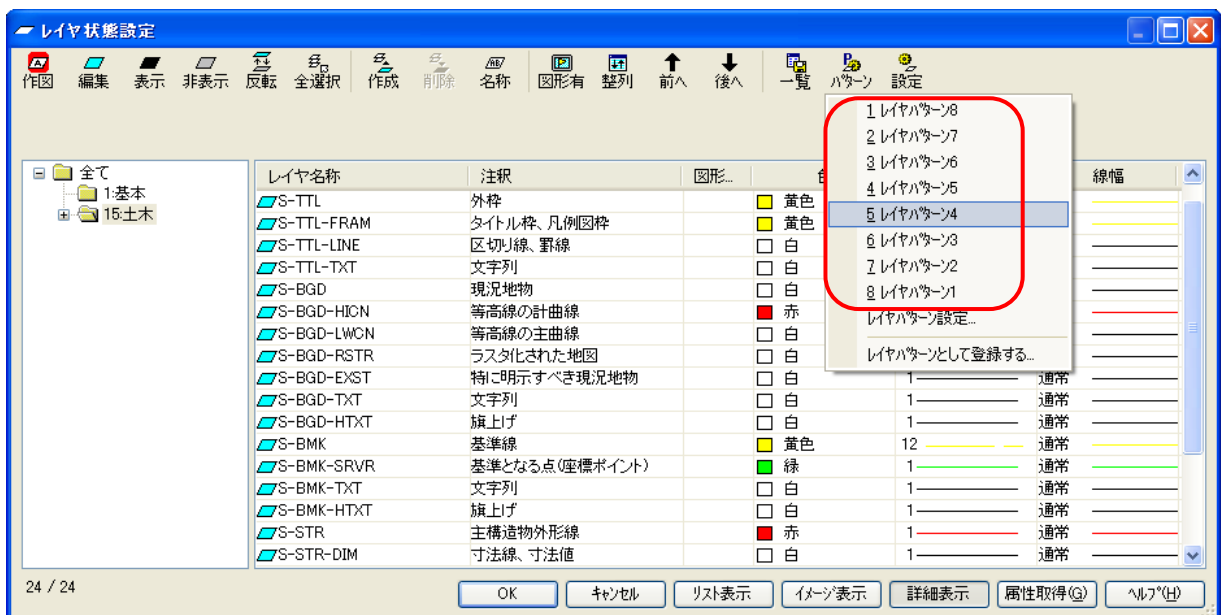 レイヤ状態設定
作図 編集 表示 非表示 反転 全選択 作成 削除 名称 図形有 整列 前へ 後へ 一覧 パターン 設定
1 レイヤパターン8
2 レイヤパターン7
3 レイヤパターン6
4 レイヤパターン5
5 レイヤパターン4
6 レイヤパターン3
7 レイヤパターン2
8 レイヤパターン1
レイヤパターン設定...
レイヤパターンとして登録する...
全て
1:基本
15:土木
レイヤ名称 注釈 図形... 線幅
S-TTL 外枠 黄色
S-TTL-FRAM タイトル枠、凡例図枠 黄色
S-TTL-LINE 区切り線、罫線 白
S-TTL-TXT 文字列 白
S-BGD 現況地物 白
S-BGD-HICN 等高線の計曲線 赤
S-BGD-LWCN 等高線の主曲線 白
S-BGD-RSTR ラスタ化された地図 白
S-BGD-EXST 特に明示すべき現況地物 白 1 通常
S-BGD-TXT 文字列 白 1 通常
S-BGD-HTXT 旗上げ 白 1 通常
S-BMK 基準線 黄色 12 通常
S-BMK-SRVR 基準となる点(座標ポイント) 緑 1 通常
S-BMK-TXT 文字列 白 1 通常
S-BMK-HTXT 旗上げ 白 1 通常
S-STR 主構造物外形線 赤 1 通常
S-STR-DIM 寸法線、寸法値 白 1 通常
24 / 24
OK キャンセル リスト表示 イメージ表示 詳細表示 属性取得(G) ヘルプ(H)